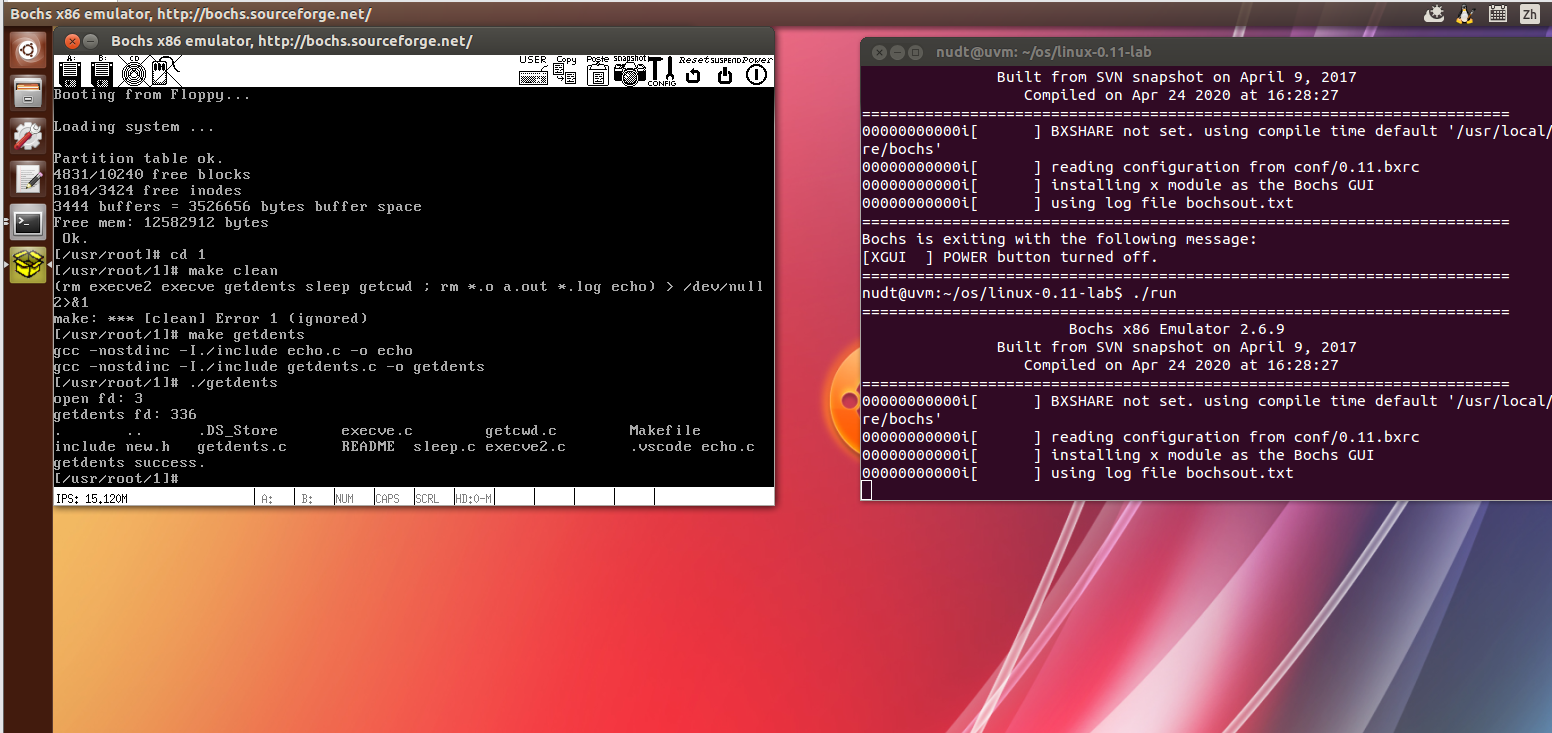 Bochs x86 emulator, http://bochs.sourceforge.net/
Zh
Bochs x86 emulator, http://bochs.sourceforge.net/
A: B: CD USER Copy Paste snapshot CONFIG Reset SUSPEND Power
Booting from Floppy...
Loading system ...
Partition table ok.
4831/10240 free blocks
3184/3424 free inodes
3444 buffers = 3526656 bytes buffer space
Free mem: 12582912 bytes
Ok.
[/usr/root]# cd 1
[/usr/root/1]# make clean
(rm execve2 execve getdents sleep getcwd ; rm *.o a.out *.log echo) > /dev/null
2>&1
make: *** [clean] Error 1 (ignored)
[/usr/root/1]# make getdents
gcc -nostdinc -I./include echo.c -o echo
gcc -nostdinc -I./include getdents.c -o getdents
[/usr/root/1]# ./getdents
open fd: 3
getdents fd: 336
. .. .DS_Store execve.c getcwd.c Makefile
include new.h getdents.c README sleep.c execve2.c .vscode echo.c
getdents success.
[/usr/root/1]#
IPS: 15.120M A: B: NUM CAPS SCRL HD:0-M
nudt@uvm: ~/os/linux-0.11-lab
Built from SVN snapshot on April 9, 2017
Compiled on Apr 24 2020 at 16:28:27
========================================================================
00000000000i[      ] BXSHARE not set. using compile time default '/usr/local/
re/bochs'
00000000000i[      ] reading configuration from conf/0.11.bxrc
00000000000i[      ] installing x module as the Bochs GUI
00000000000i[      ] using log file bochsout.txt
========================================================================
Bochs is exiting with the following message:
[XGUI  ] POWER button turned off.
========================================================================
nudt@uvm:~/os/linux-0.11-lab$ ./run
========================================================================
Bochs x86 Emulator 2.6.9
Built from SVN snapshot on April 9, 2017
Compiled on Apr 24 2020 at 16:28:27
========================================================================
00000000000i[      ] BXSHARE not set. using compile time default '/usr/local/
re/bochs'
00000000000i[      ] reading configuration from conf/0.11.bxrc
00000000000i[      ] installing x module as the Bochs GUI
00000000000i[      ] using log file bochsout.txt